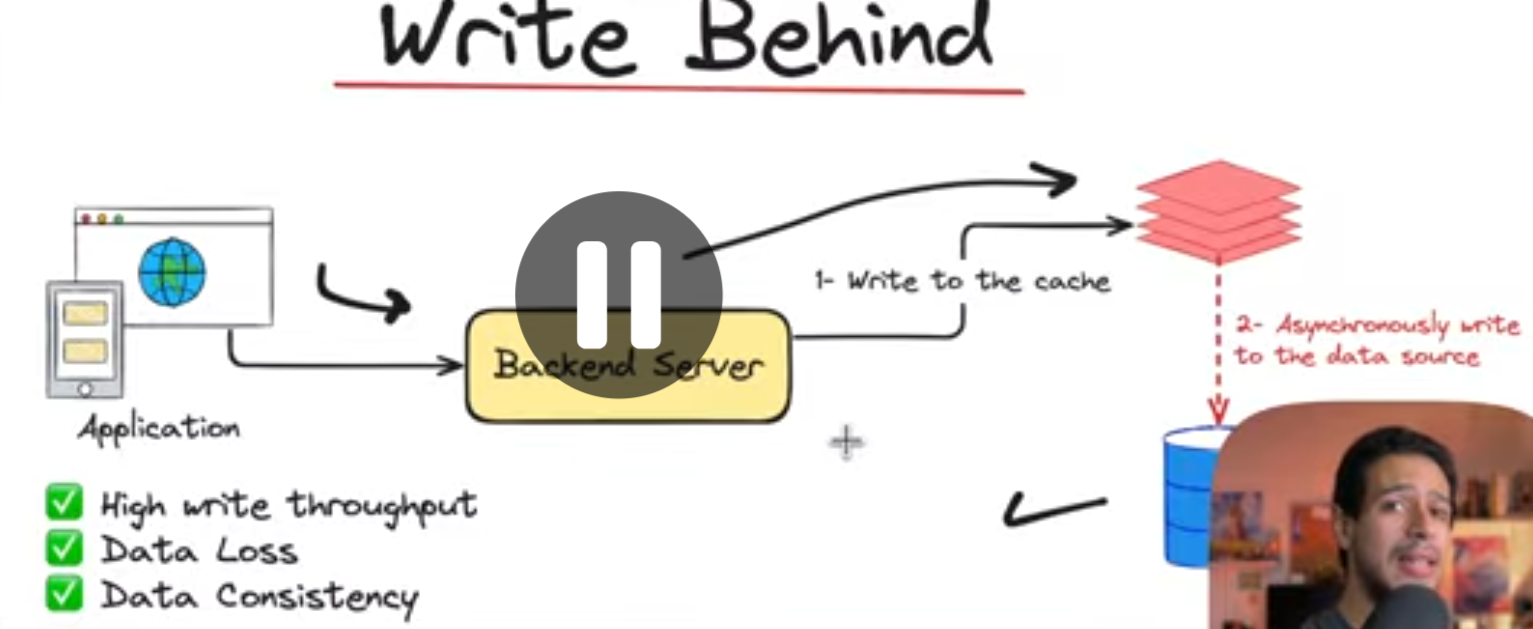 Write Behind
1- Write to the cache
2- Asynchronously write
to the data source
Backend Server
Application
✅ High write throughput
✅ Data Loss
✅ Data Consistency